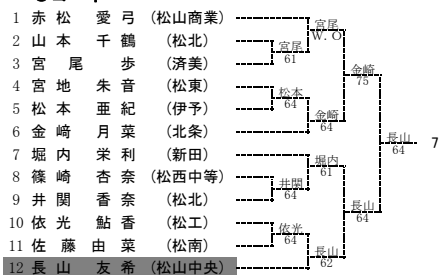 1 赤 松 愛 弓 (松山商業)
2 山 本 千 鶴 (松北)
3 宮 尾 歩 (済美)
4 宮 地 朱 音 (松東)
5 松 本 亜 紀 (伊予)
6 金 﨑 月 菜 (北条)
7 堀 内 栄 利 (新田)
8 篠 崎 杏 奈 (松西中等)
9 井 関 香 奈 (松北)
10 依 光 鮎 香 (松工)
11 佐 藤 由 菜 (松南)
12 長 山 友 希 (松山中央)
宮尾
W.O
宮尾
61
金崎
75
松本
64
金崎
64
長山
64
7
堀内
61
井関
64
長山
64
依光
64
長山
62